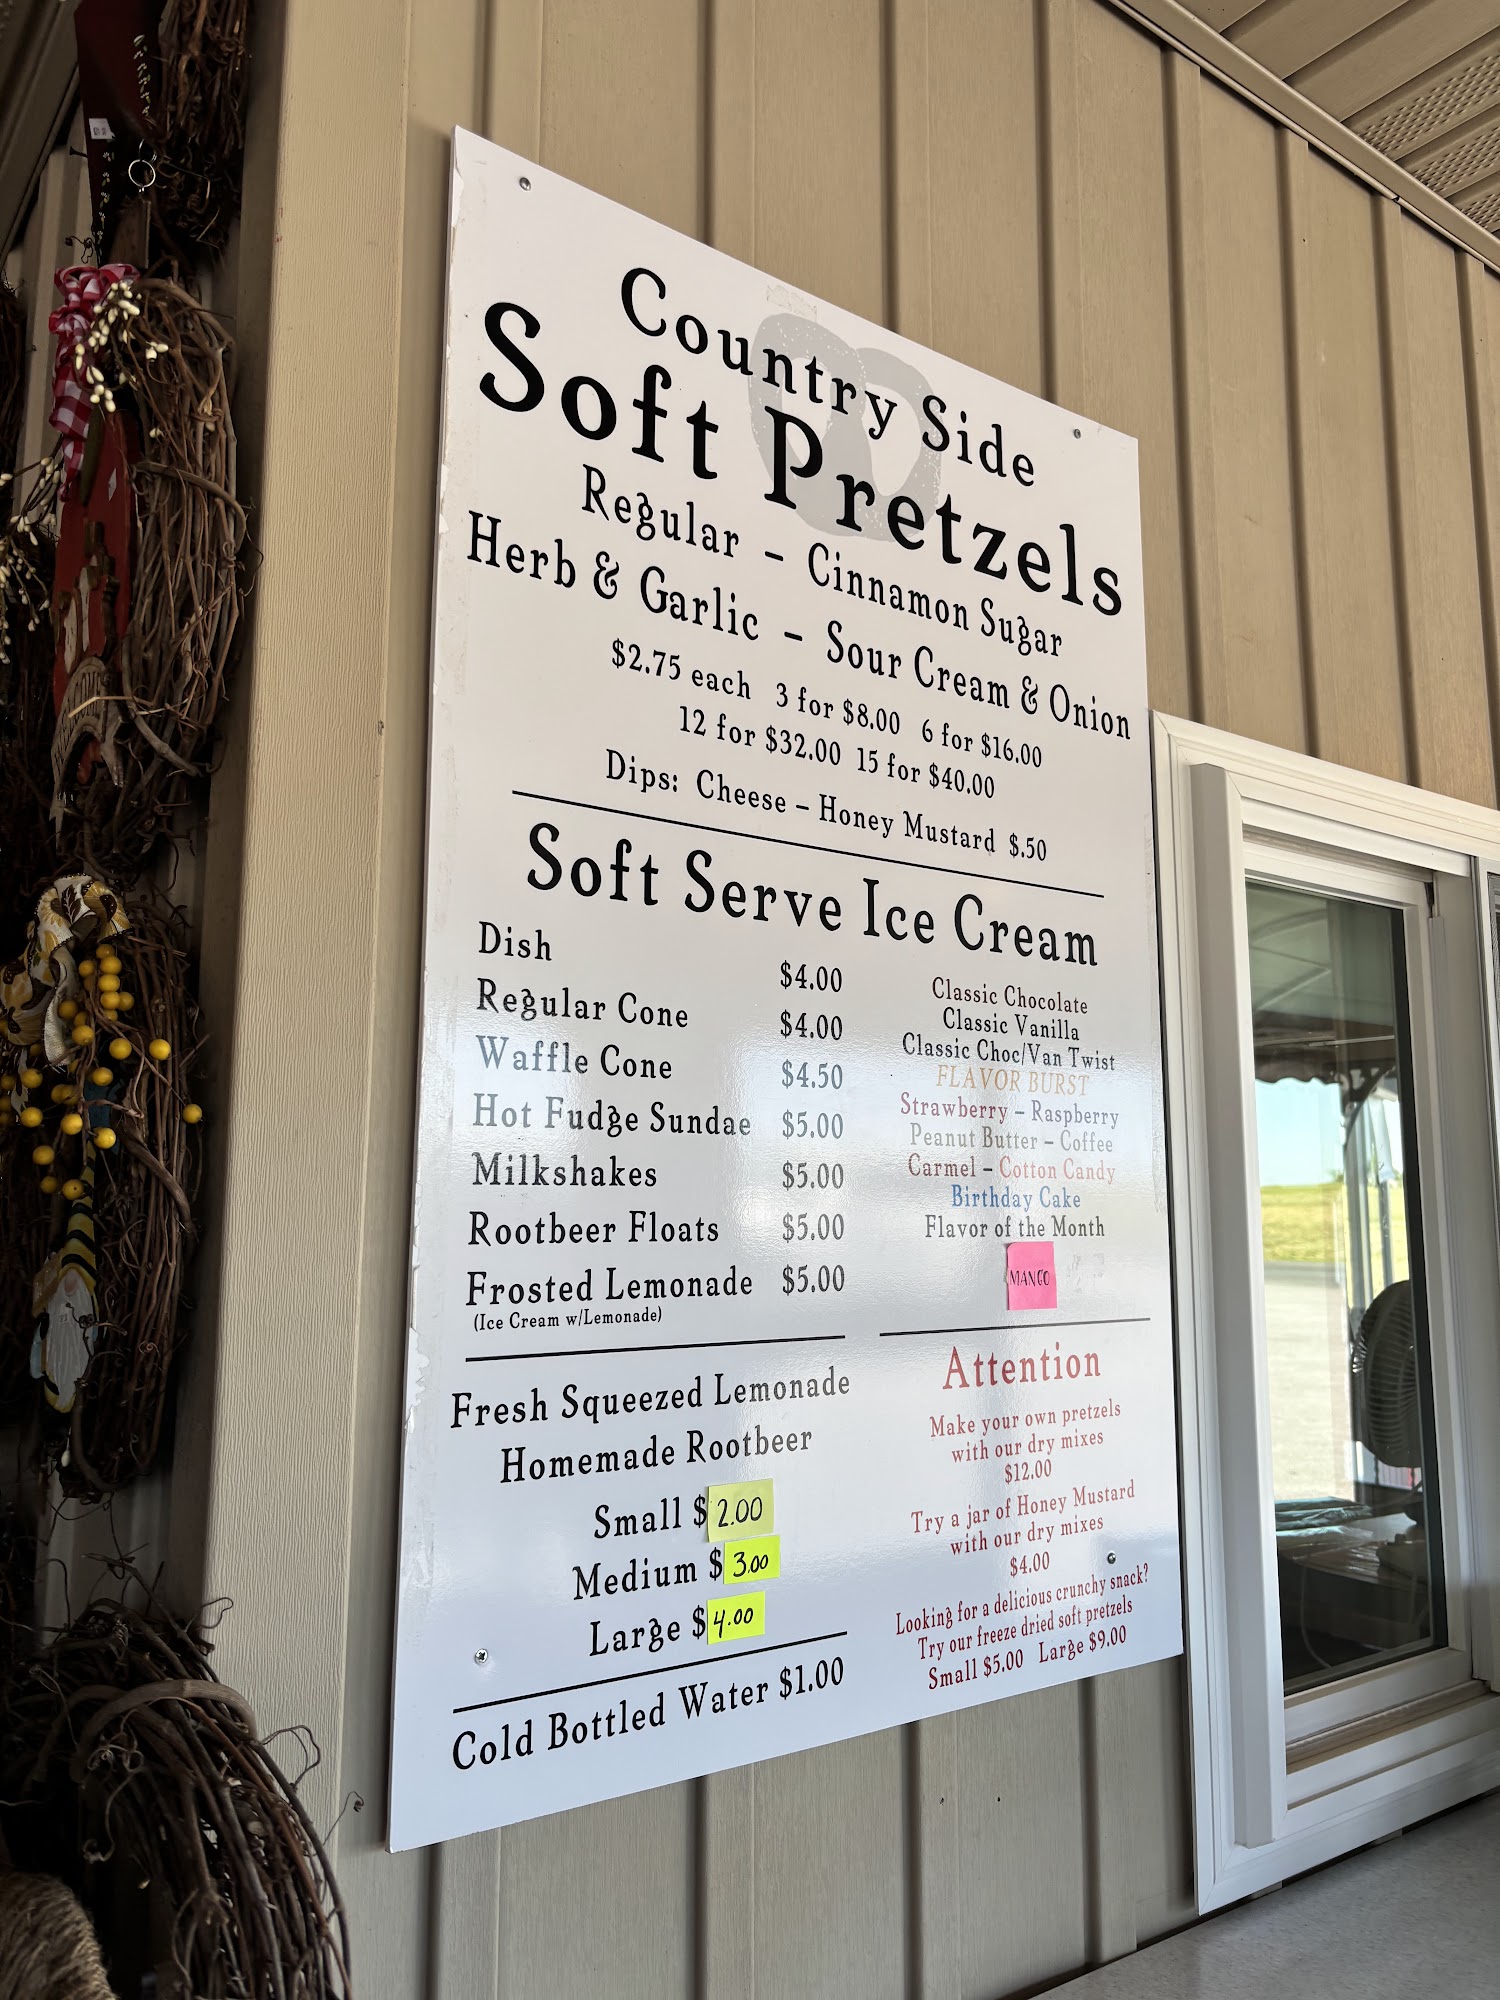 Country Side
Soft Pretzels
Regular – Cinnamon Sugar
Herb & Garlic – Sour Cream & Onion
$2.75 each 3 for $8.00 6 for $16.00
12 for $32.00 15 for $40.00
Dips: Cheese – Honey Mustard $.50
Soft Serve Ice Cream
Dish $4.00
Regular Cone $4.00
Waffle Cone $4.50
Hot Fudge Sundae $5.00
Milkshakes $5.00
Rootbeer Floats $5.00
Frosted Lemonade $5.00
(Ice Cream w/Lemonade)
Classic Chocolate
Classic Vanilla
Classic Choc/Van Twist
FLAVOR BURST
Strawberry – Raspberry
Peanut Butter – Coffee
Carmel – Cotton Candy
Birthday Cake
Flavor of the Month
MANGO
Fresh Squeezed Lemonade
Homemade Rootbeer
Small $ 2.00
Medium $ 3.00
Large $ 4.00
Cold Bottled Water $1.00
Attention
Make your own pretzels
with our dry mixes
$12.00
Try a jar of Honey Mustard
with our dry mixes
$4.00
Looking for a delicious crunchy snack?
Try our freeze dried soft pretzels
Small $5.00 Large $9.00